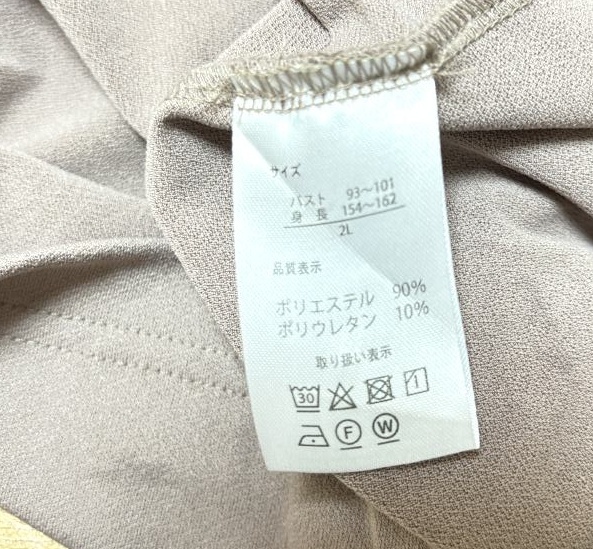 サイズ
バスト 93～101
身長 154～162
2L
品質表示
ポリエステル 90%
ポリウレタン 10%
取り扱い表示
30
F W